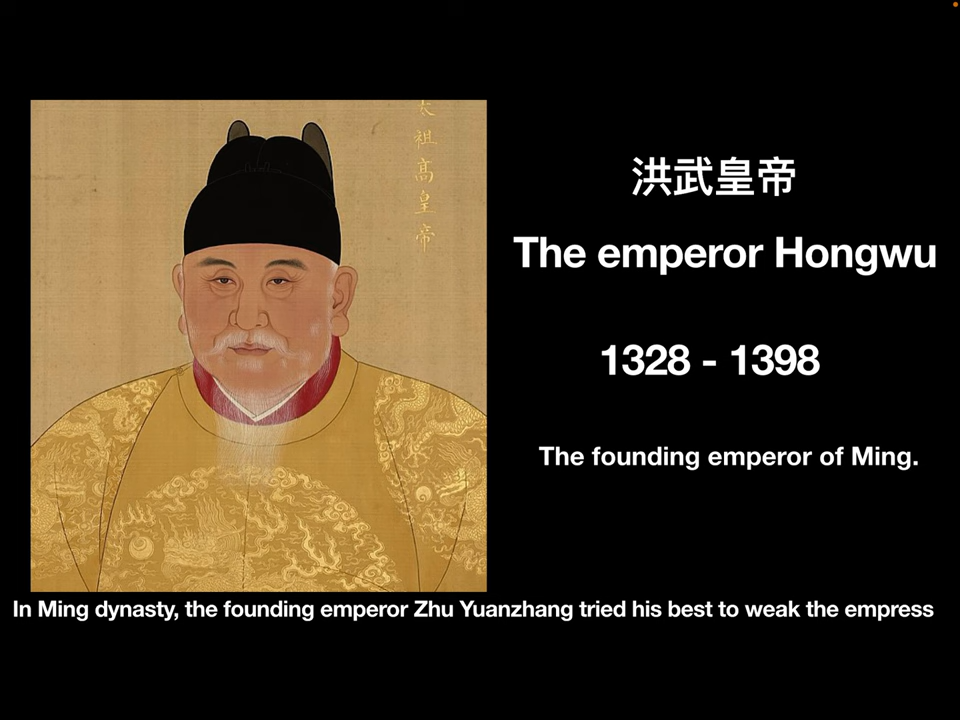 太祖高皇帝
洪武皇帝
The emperor Hongwu
1328 - 1398
The founding emperor of Ming.
In Ming dynasty, the founding emperor Zhu Yuanzhang tried his best to weak the empress